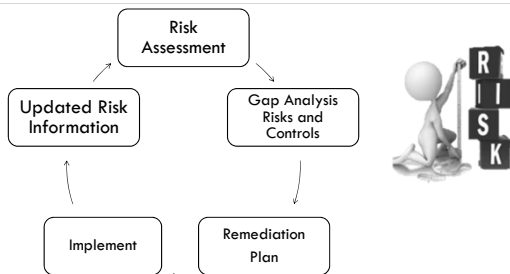 Risk
Assessment
Updated Risk
Information
Gap Analysis
Risks and
Controls
Implement
Remediation
Plan
R
I
S
K